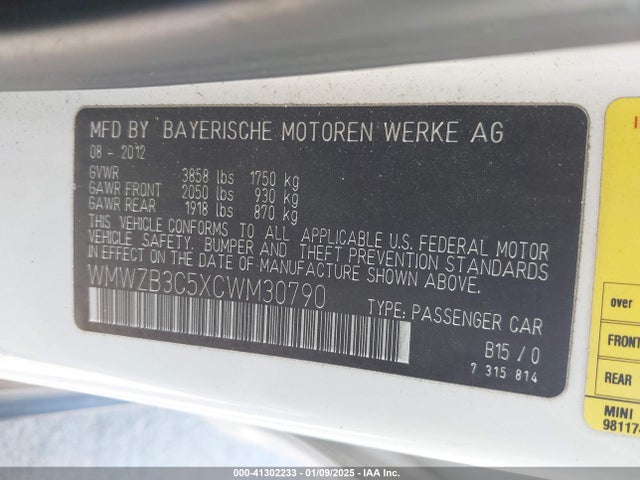 MFD BY BAYERISCHE MOTOREN WERKE AG
08 - 2012
GVWR 3858 lbs 1750 kg
GAWR FRONT 2050 lbs 930 kg
GAWR REAR 1918 lbs 870 kg
THIS VEHICLE CONFORMS TO ALL APPLICABLE U.S. FEDERAL MOTOR
VEHICLE SAFETY, BUMPER AND THEFT PREVENTION STANDARDS
IN EFFECT ON THE DATE OF MANUFACTURE SHOWN ABOVE.
WMWZB3C5XCWM30790
TYPE: PASSENGER CAR
B15 / 0
7 315 814
over
FRONT
REAR
MINI
98117
000-41302233 - 01/09/2025 - IAA Inc.